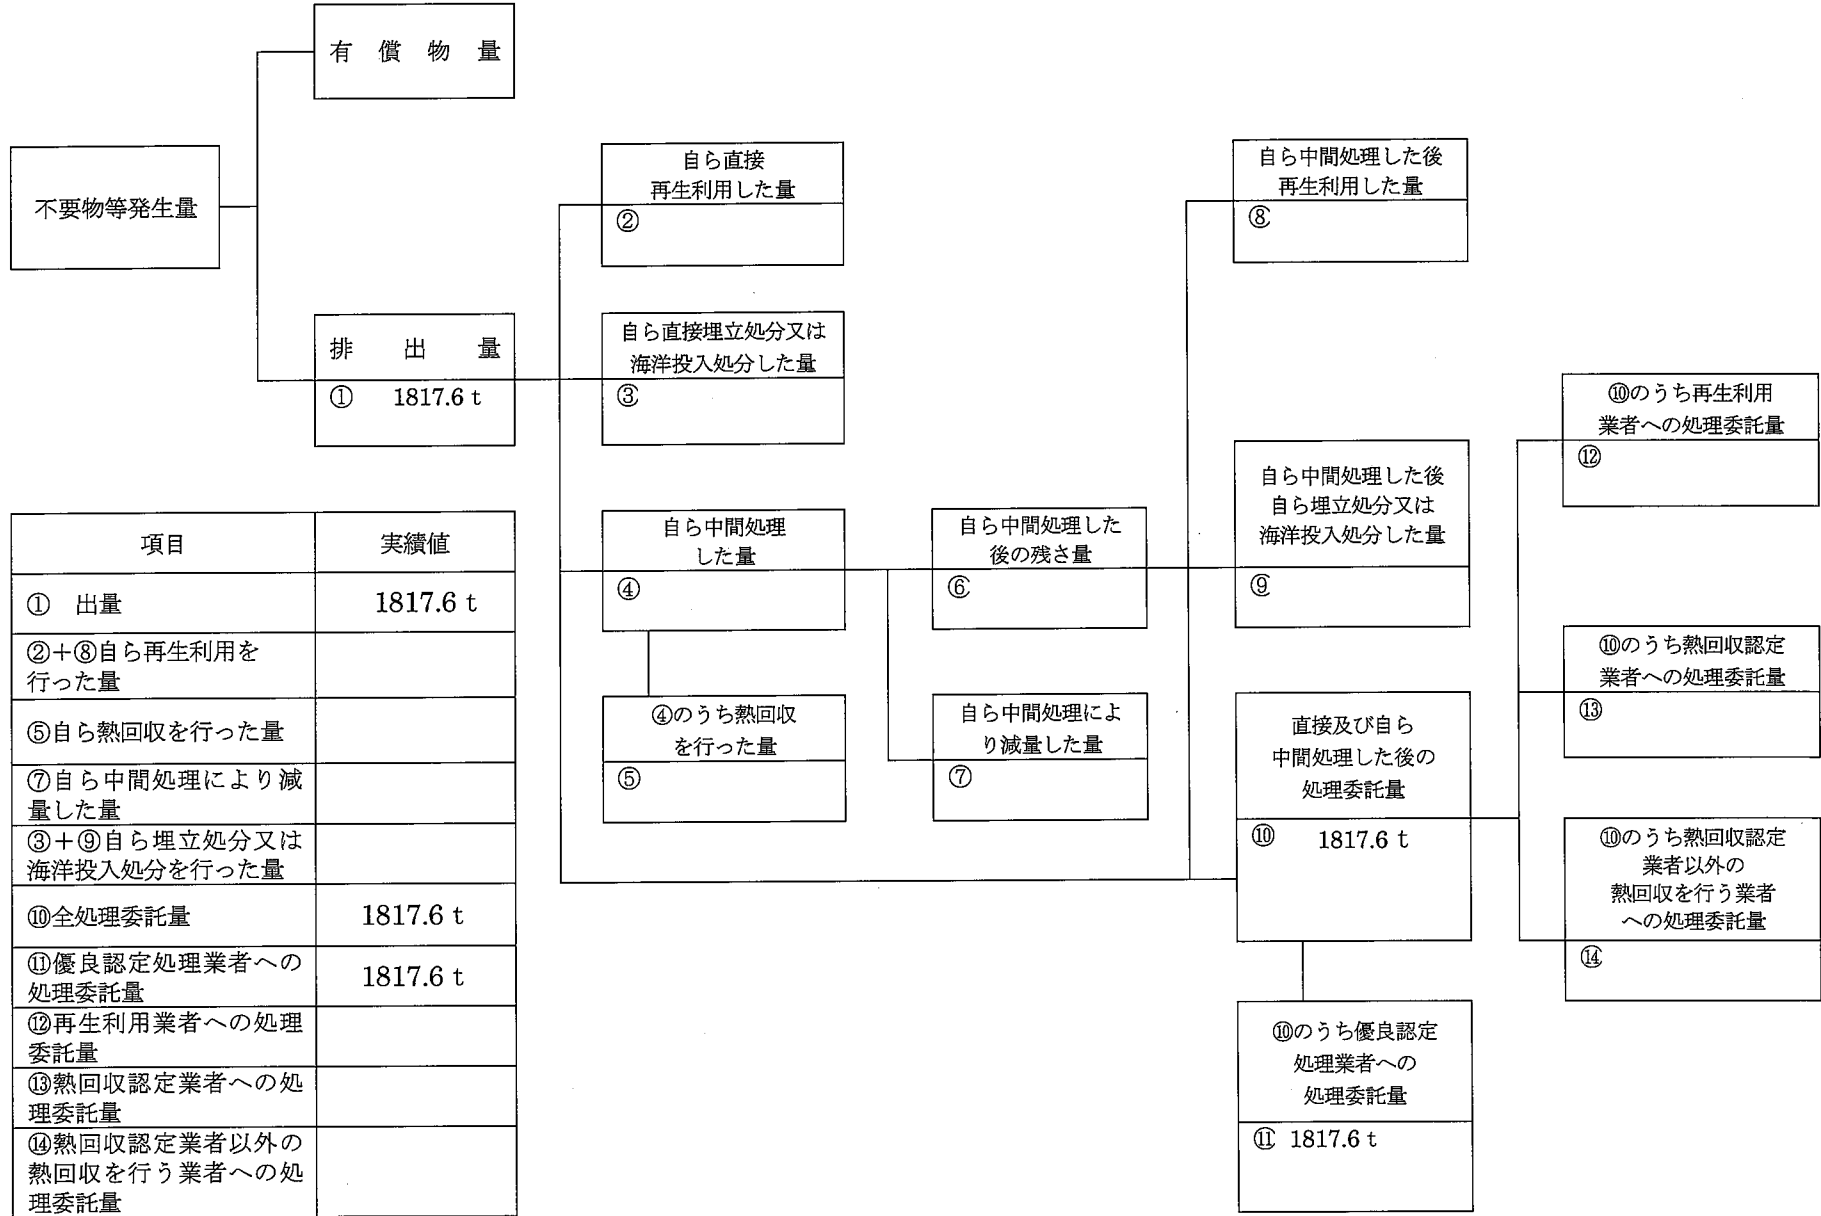 有償物量
不要物等発生量
排出量
① 1817.6 t
自ら直接
再生利用した量
②
自ら直接埋立処分又は
海洋投入処分した量
③
自ら中間処理
した量
④
④のうち熱回収
を行った量
⑤
自ら中間処理した
後の残さ量
⑥
自ら中間処理によ
り減量した量
⑦
自ら中間処理した後
再生利用した量
⑧
自ら中間処理した後
自ら埋立処分又は
海洋投入処分した量
⑨
直接及び自ら
中間処理した後の
処理委託量
⑩ 1817.6 t
⑩のうち優良認定
処理業者への
処理委託量
⑪ 1817.6 t
⑩のうち再生利用
業者への処理委託量
⑫
⑩のうち熱回収認定
業者への処理委託量
⑬
⑩のうち熱回収認定
業者以外の
熱回収を行う業者
への処理委託量
⑭
項目 実績値
① 出量 1817.6 t
②+⑧自ら再生利用を
行った量
⑤自ら熱回収を行った量
⑦自ら中間処理により減
量した量
③+⑨自ら埋立処分又は
海洋投入処分を行った量
⑩全処理委託量 1817.6 t
⑪優良認定処理業者への
処理委託量 1817.6 t
⑫再生利用業者への処理
委託量
⑬熱回収認定業者への処
理委託量
⑭熱回収認定業者以外の
熱回収を行う業者への処
理委託量